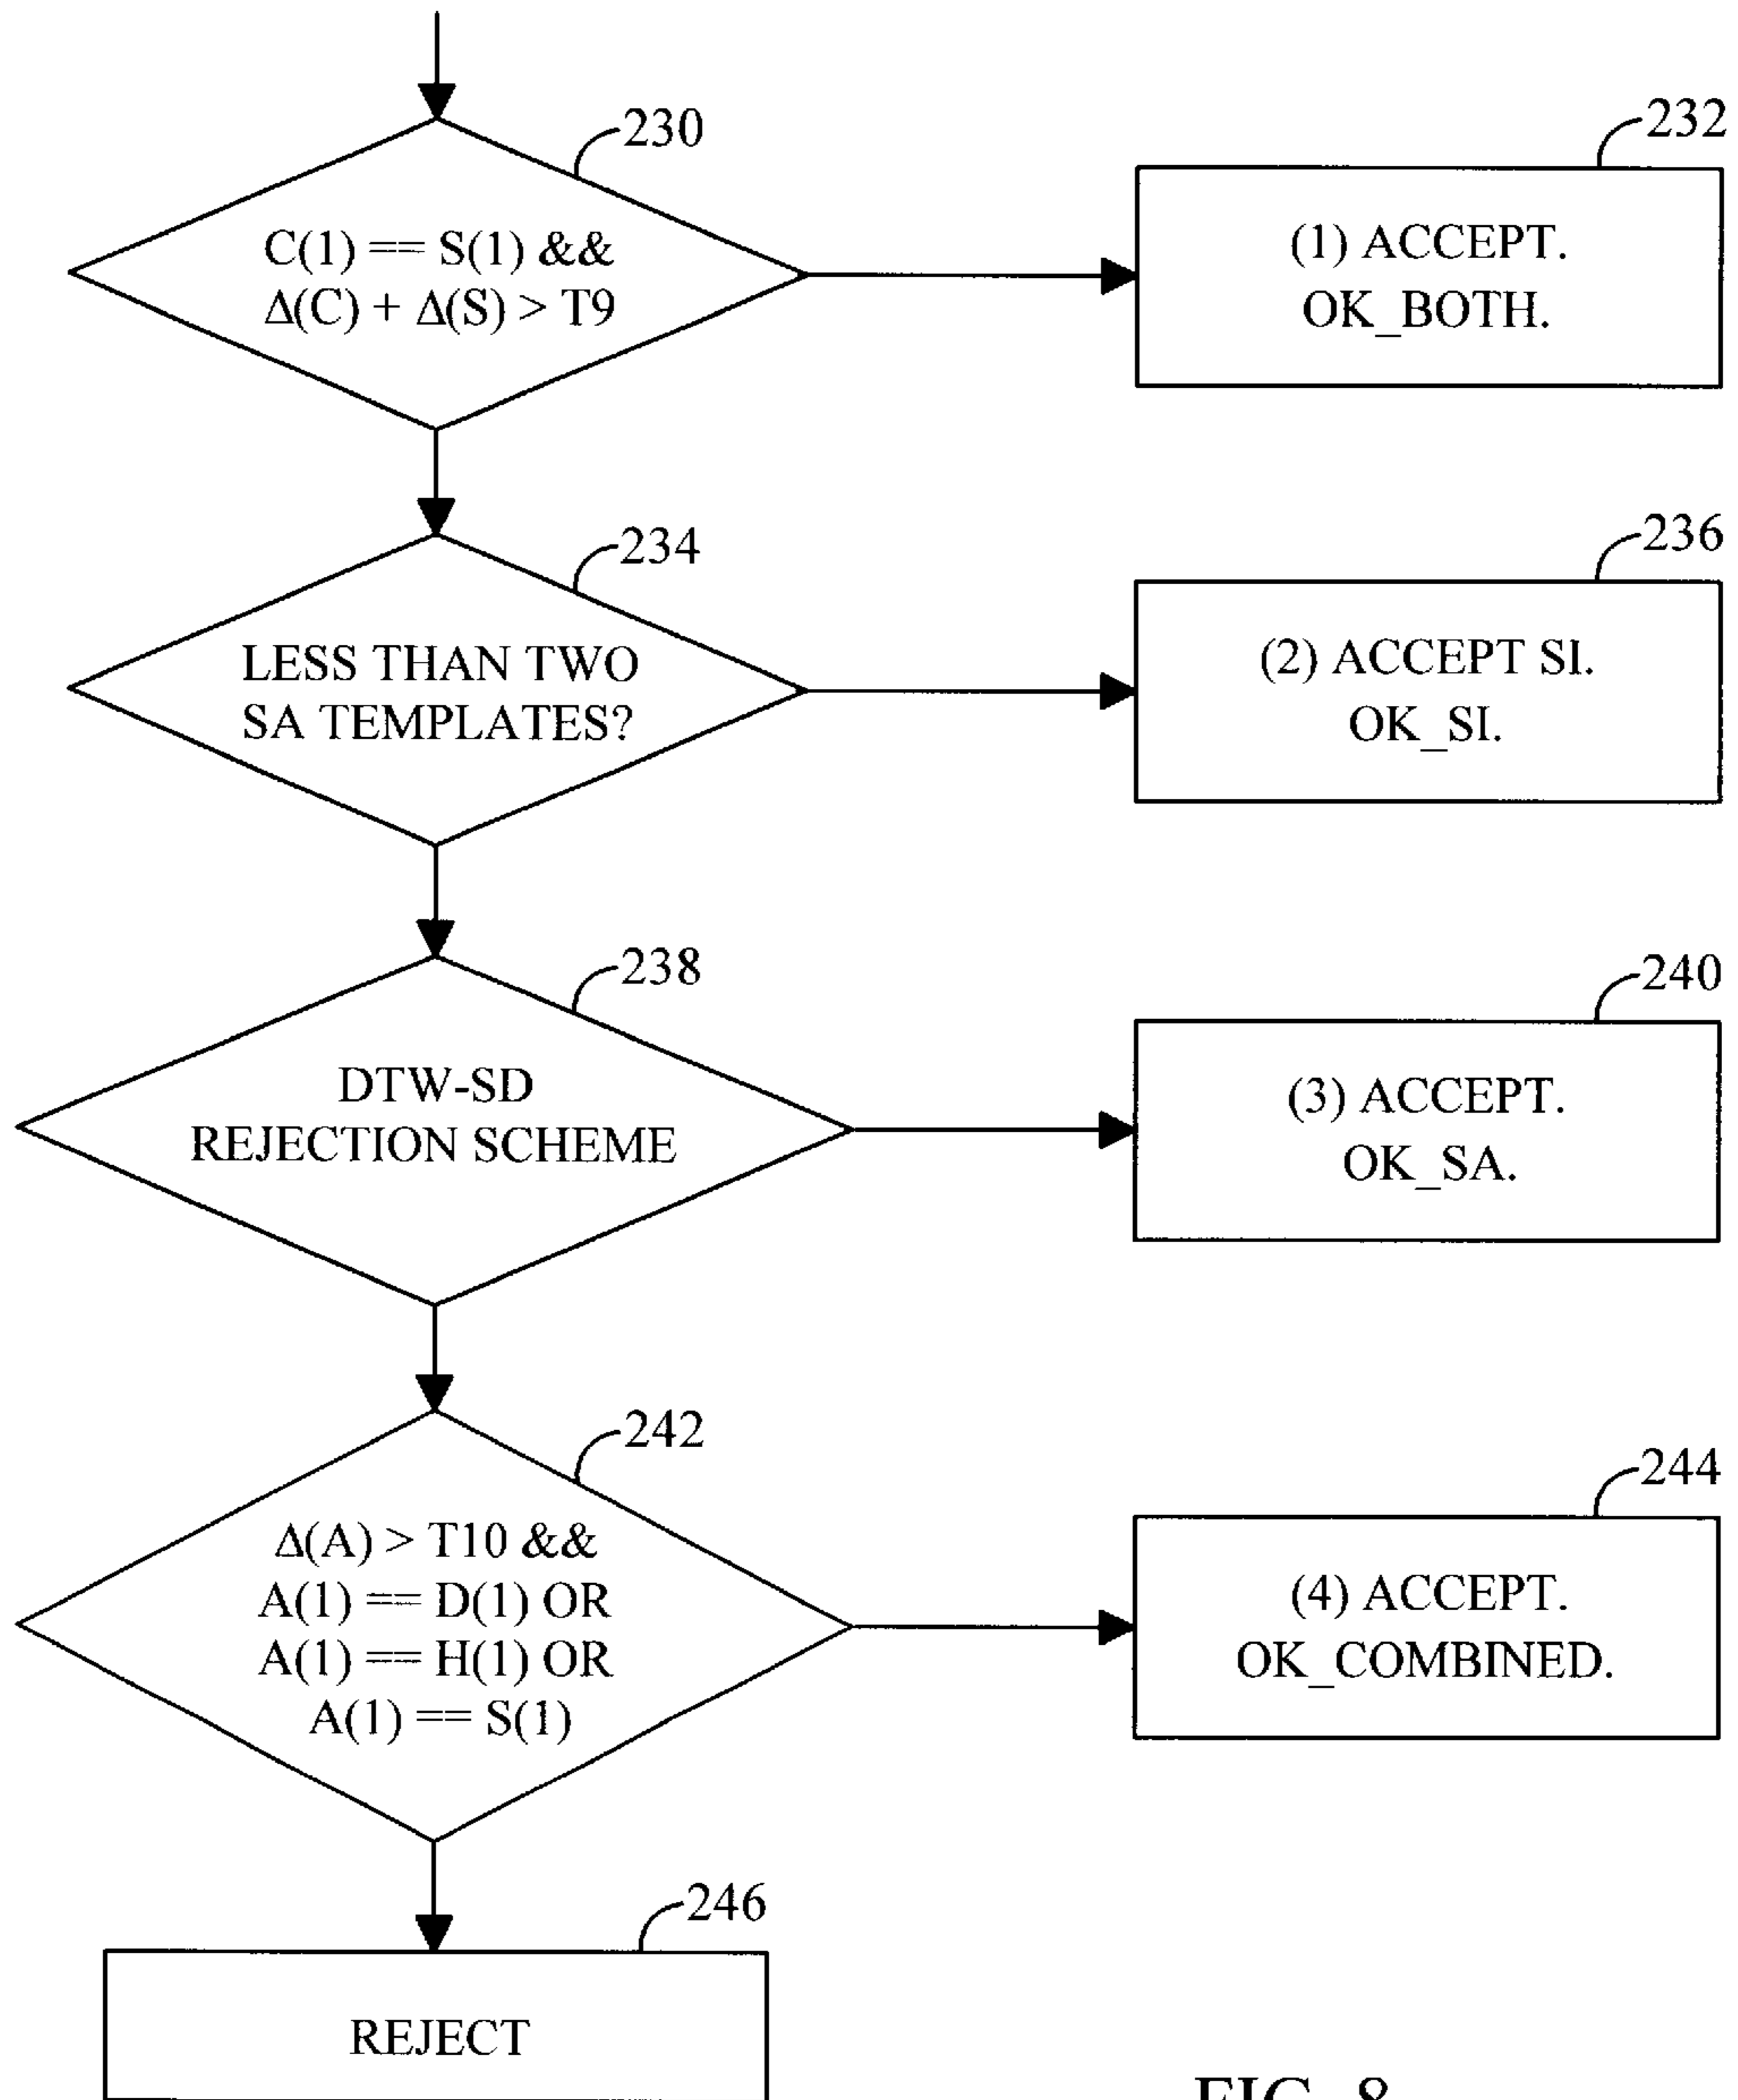 230
C(1) == S(1) &&
Δ(C) + Δ(S) > T9
232
(1) ACCEPT.
OK_BOTH.
234
LESS THAN TWO
SA TEMPLATES?
236
(2) ACCEPT SI.
OK_SI.
238
DTW-SD
REJECTION SCHEME
240
(3) ACCEPT.
OK_SA.
242
Δ(A) > T10 &&
A(1) == D(1) OR
A(1) == H(1) OR
A(1) == S(1)
244
(4) ACCEPT.
OK_COMBINED.
246
REJECT
FIG. 8